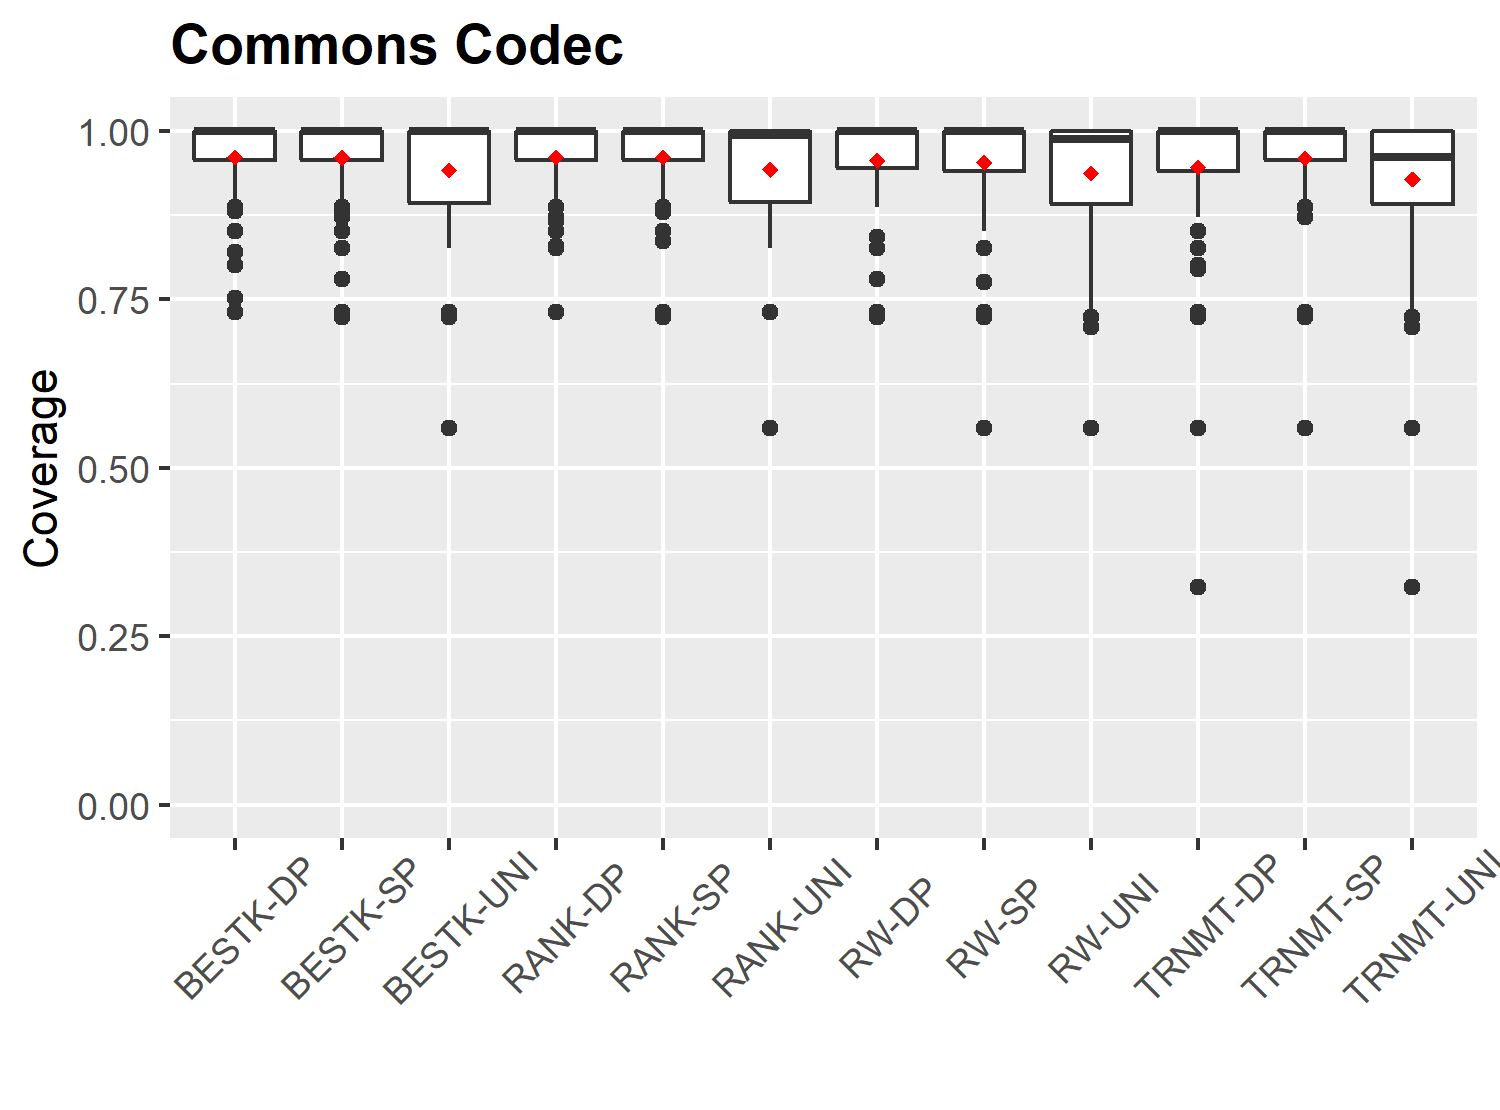 Commons Codec
Coverage
1.00
0.75
0.50
0.25
0.00
BESTK-DP
BESTK-SP
BESTK-UNI
RANK-DP
RANK-SP
RANK-UNI
RW-DP
RW-SP
RW-UNI
TRNMT-DP
TRNMT-SP
TRNMT-UNI